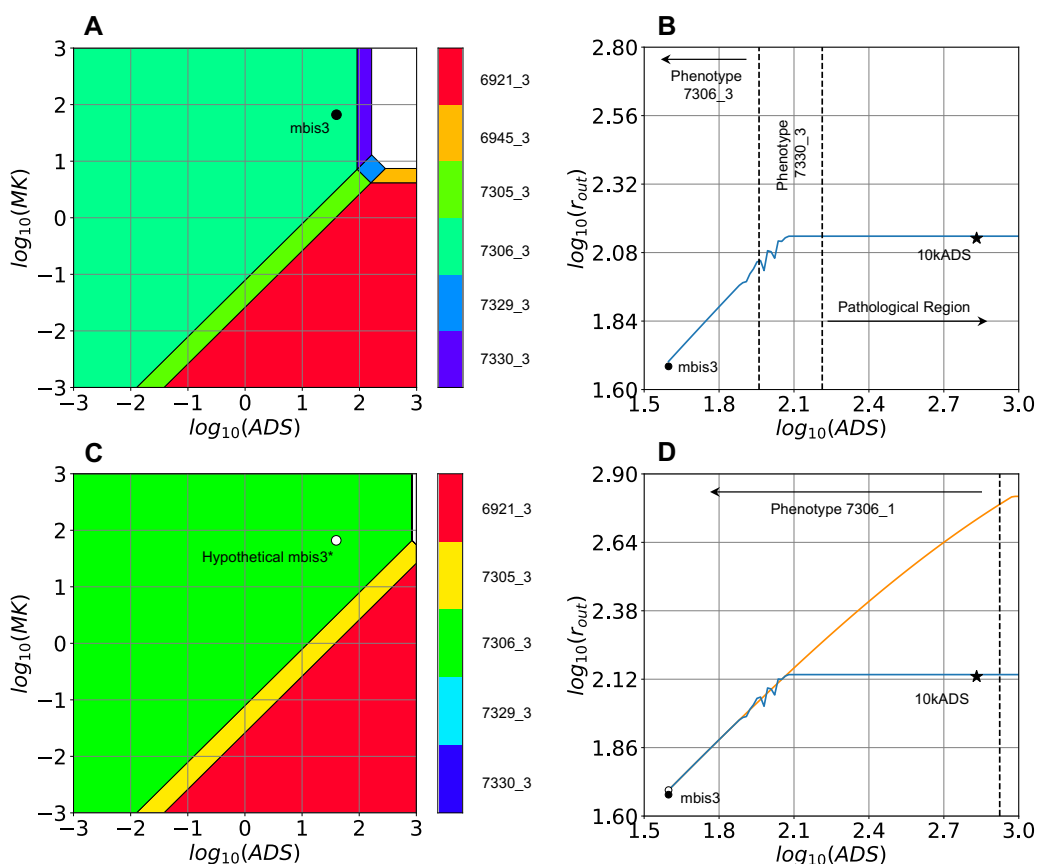 A
3
2
1
0
−1
−2
−3
log10(MK)
mbis3
−3 −2 −1 0 1 2 3
log10(ADS)
6921_3
6945_3
7305_3
7306_3
7329_3
7330_3
B
2.80
2.56
2.32
2.08
1.84
1.60
log10(rout)
Phenotype
7306_3
Phenotype
7330_3
10kADS
Pathological Region
mbis3
1.5 1.8 2.1 2.4 2.7 3.0
log10(ADS)
C
3
2
1
0
−1
−2
−3
log10(MK)
Hypothetical mbis3*
−3 −2 −1 0 1 2 3
log10(ADS)
6921_3
7305_3
7306_3
7329_3
7330_3
D
2.90
2.64
2.38
2.12
1.86
1.60
log10(rout)
Phenotype 7306_1
10kADS
mbis3
1.5 1.8 2.1 2.4 2.7 3.0
log10(ADS)